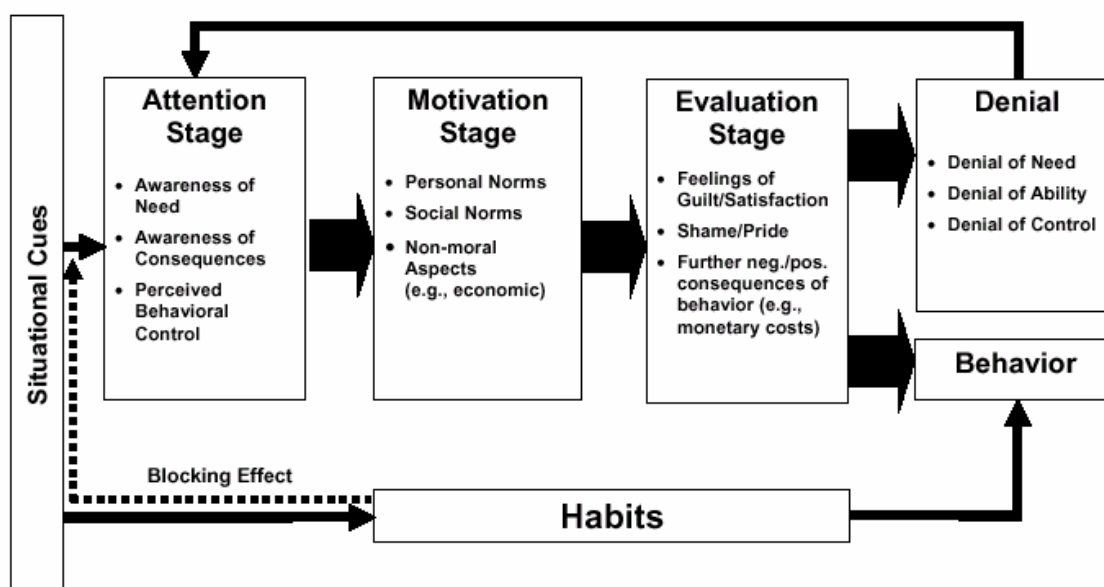 Situational Cues
Attention
Stage
• Awareness of
Need
• Awareness of
Consequences
• Perceived
Behavioral
Control
Motivation
Stage
• Personal Norms
• Social Norms
• Non-moral
Aspects
(e.g., economic)
Evaluation
Stage
• Feelings of
Guilt/Satisfaction
• Shame/Pride
• Further neg./pos.
consequences of
behavior (e.g.,
monetary costs)
Denial
• Denial of Need
• Denial of Ability
• Denial of Control
Behavior
Blocking Effect
Habits